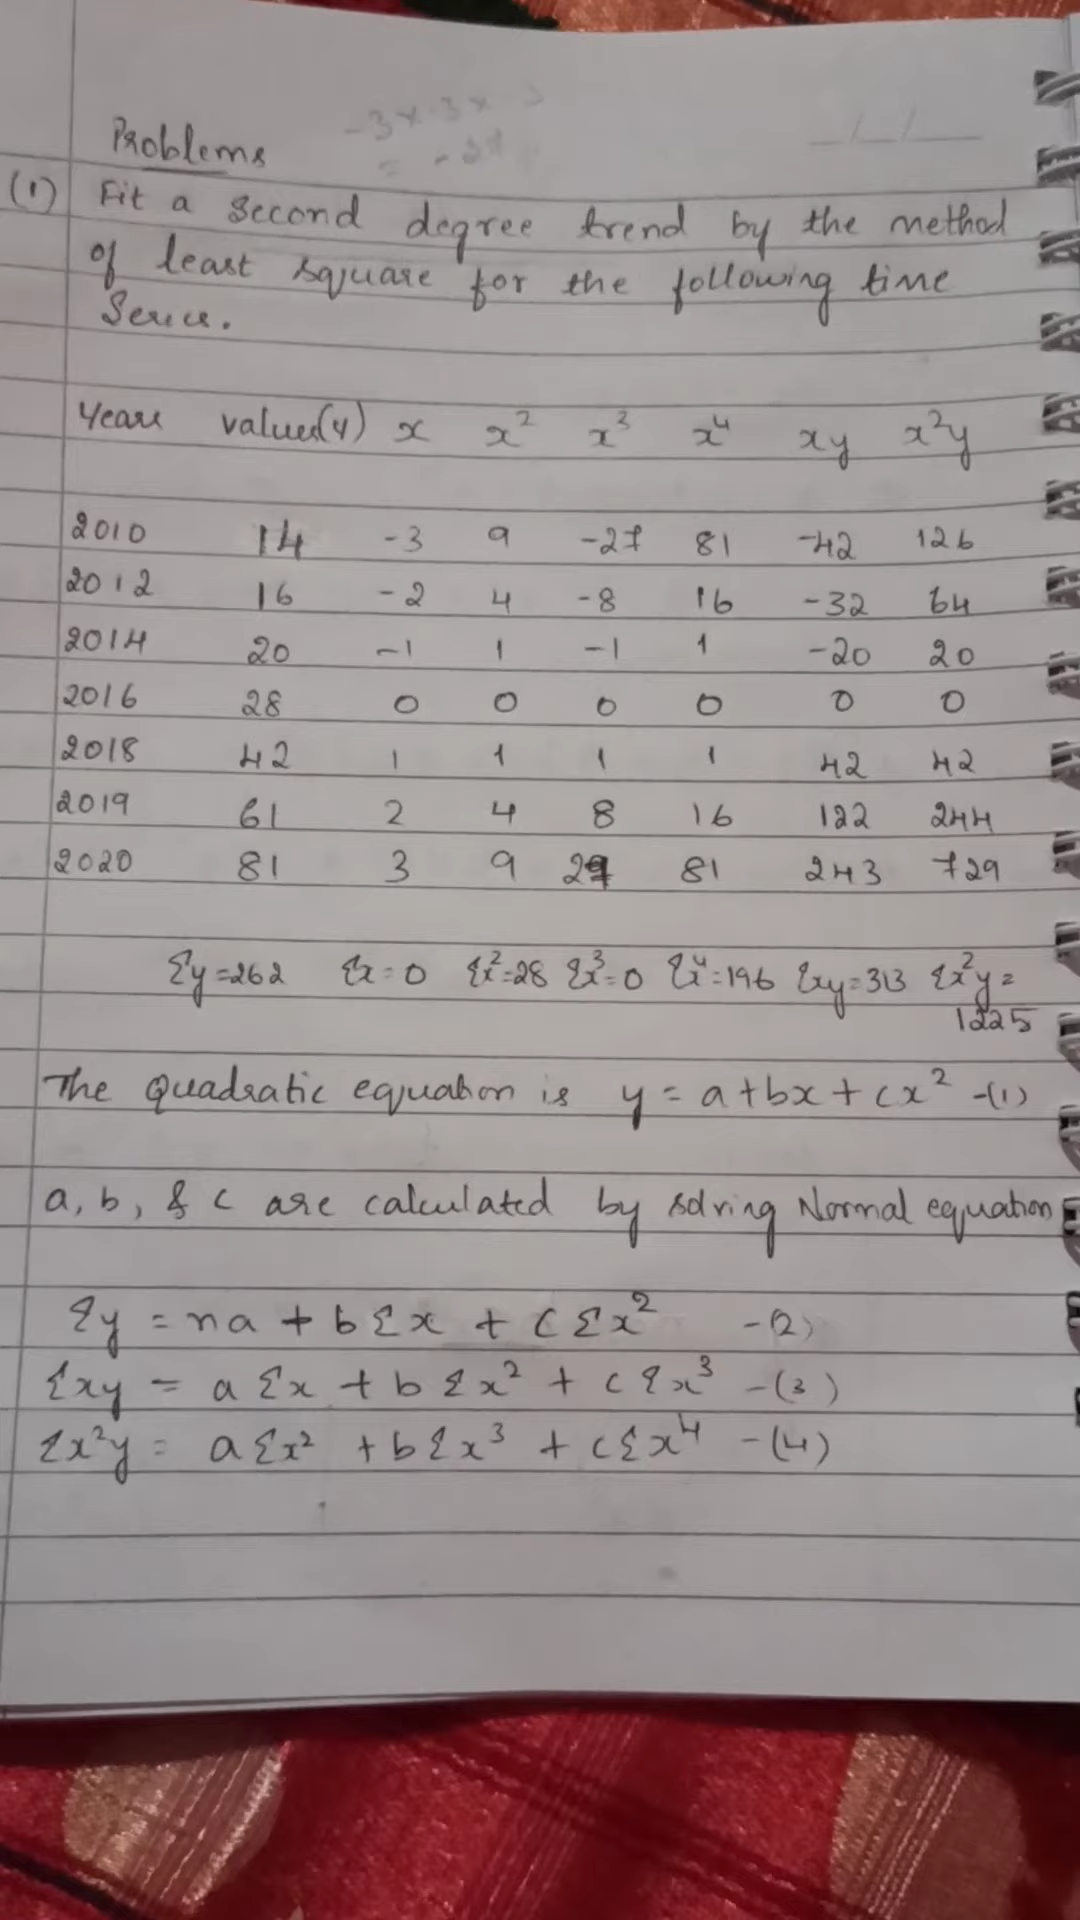 Problems
(1) Fit a second degree trend by the method
of least square for the following time
Series.
Years values(y) x x² x³ x⁴ xy x²y
2010 14 -3 9 -27 81 -42 126
2012 16 -2 4 -8 16 -32 64
2014 20 -1 1 -1 1 -20 20
2016 28 0 0 0 0 0 0
2018 42 1 1 1 1 42 42
2019 61 2 4 8 16 122 244
2020 81 3 9 27 81 243 729
Σy=262 Σx=0 Σx²=28 Σx³=0 Σx⁴=196 Σxy=313 Σx²y=
1225
The Quadratic equation is y = a+bx+cx² -(1)
a, b, & c are calculated by solving Normal equation
Σy = na + bΣx + cΣx² -(2)
Σxy = aΣx + bΣx² + cΣx³ -(3)
Σx²y = aΣx² + bΣx³ + cΣx⁴ -(4)